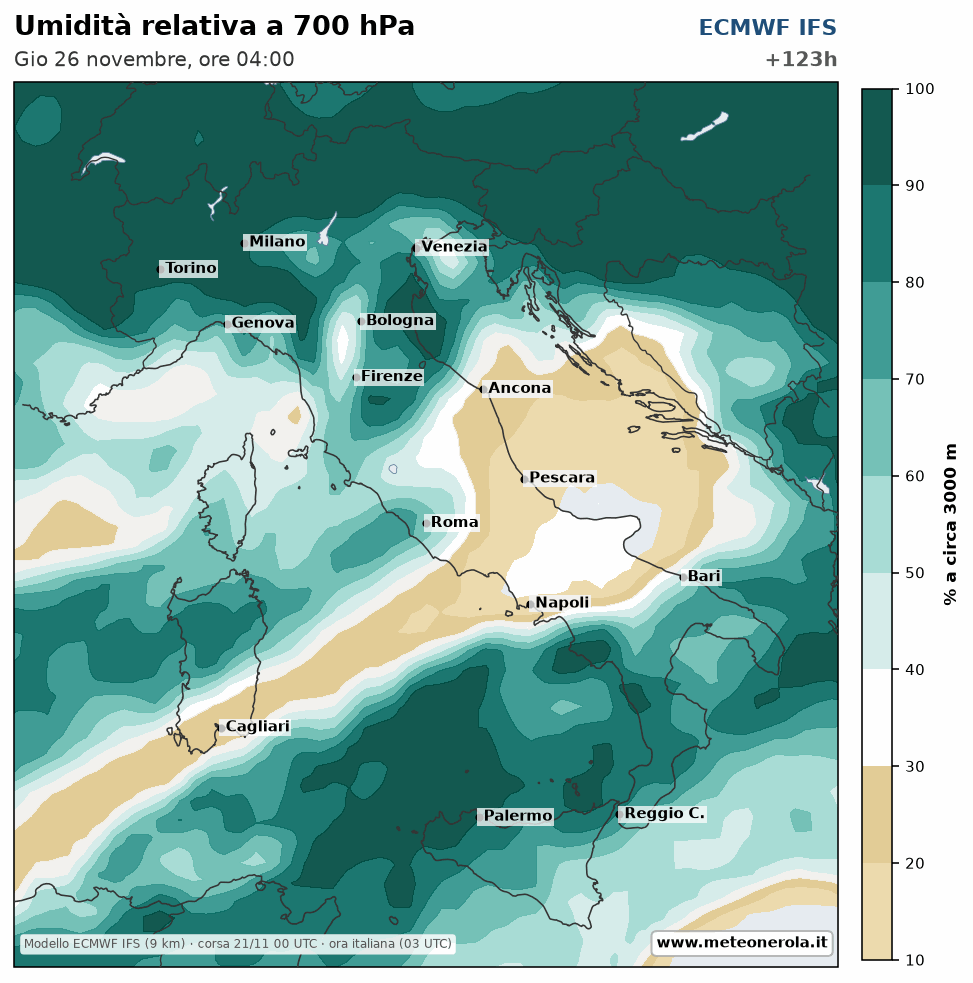 Umidità relativa a 700 hPa
ECMWF IFS
Gio 26 novembre, ore 04:00
+123h
100
90
80
70
60
50
40
30
20
10
% a circa 3000 m
Milano
Venezia
Torino
Genova
Bologna
Firenze
Ancona
Pescara
Roma
Bari
Napoli
Cagliari
Palermo
Reggio C.
Modello ECMWF IFS (9 km) · corsa 21/11 00 UTC · ora italiana (03 UTC)
www.meteonerola.it